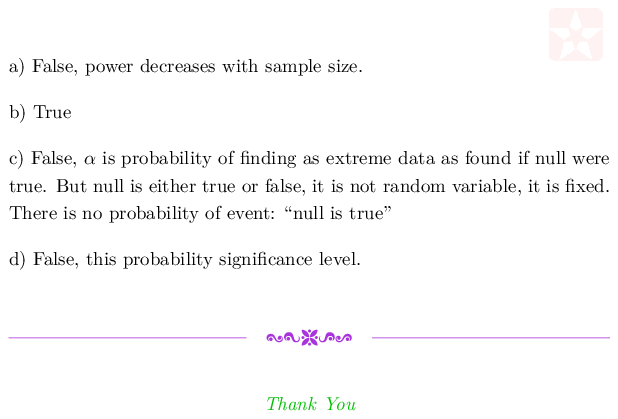 a) False, power decreases with sample size.
b) True
c) False, α is probability of finding as extreme data as found if null were
true. But null is either true or false, it is not random variable, it is fixed.
There is no probability of event: “null is true”
d) False, this probability significance level.
Thank You